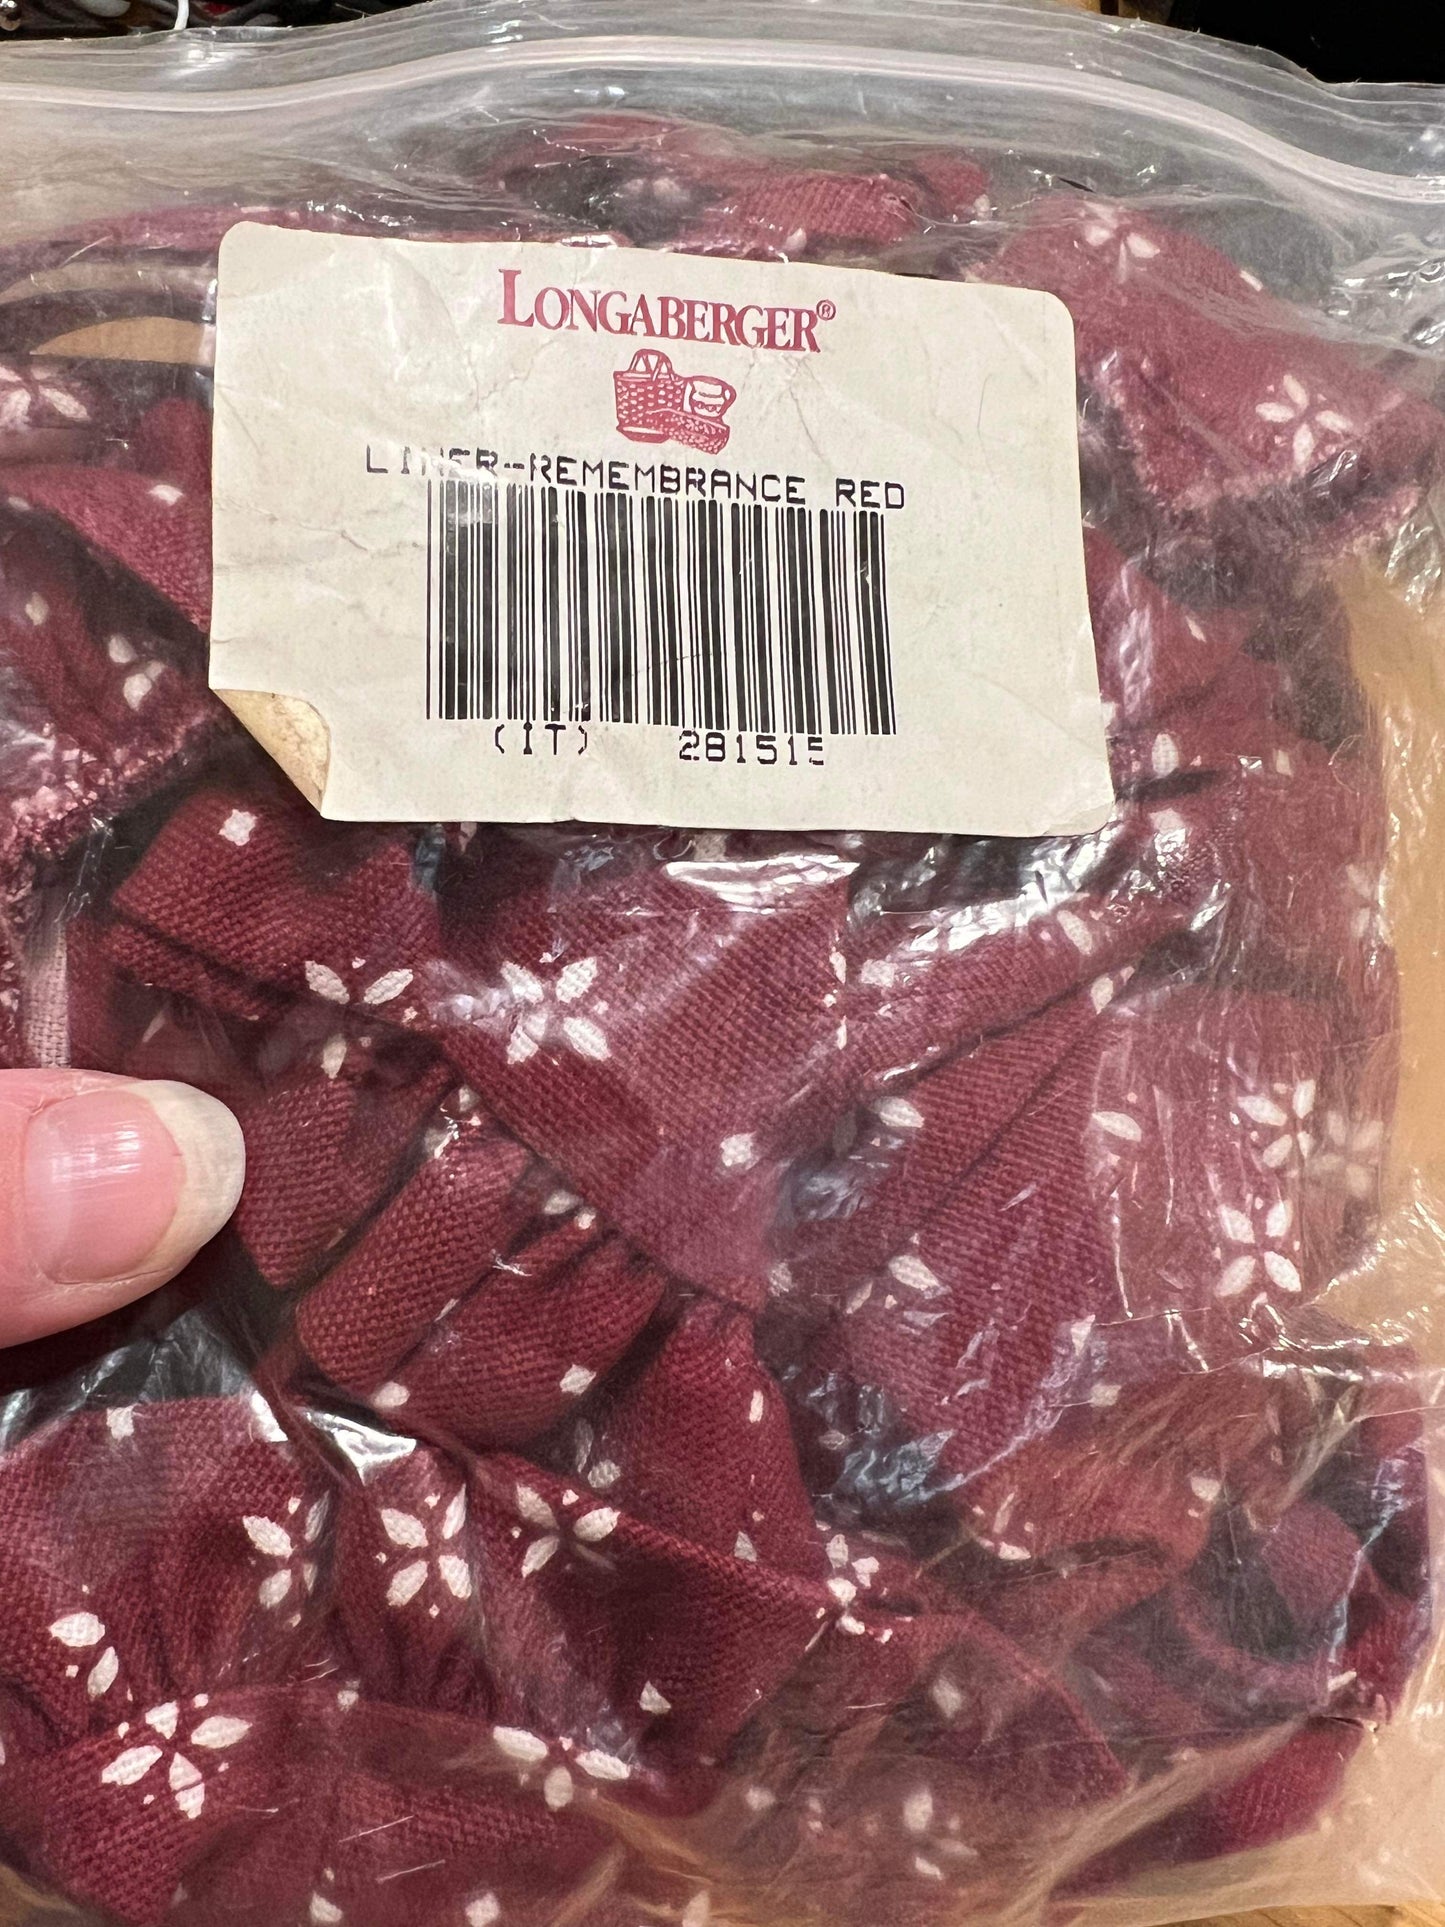 LONGABERGER®
LINER-REMEMBRANCE RED
(IT) 281515